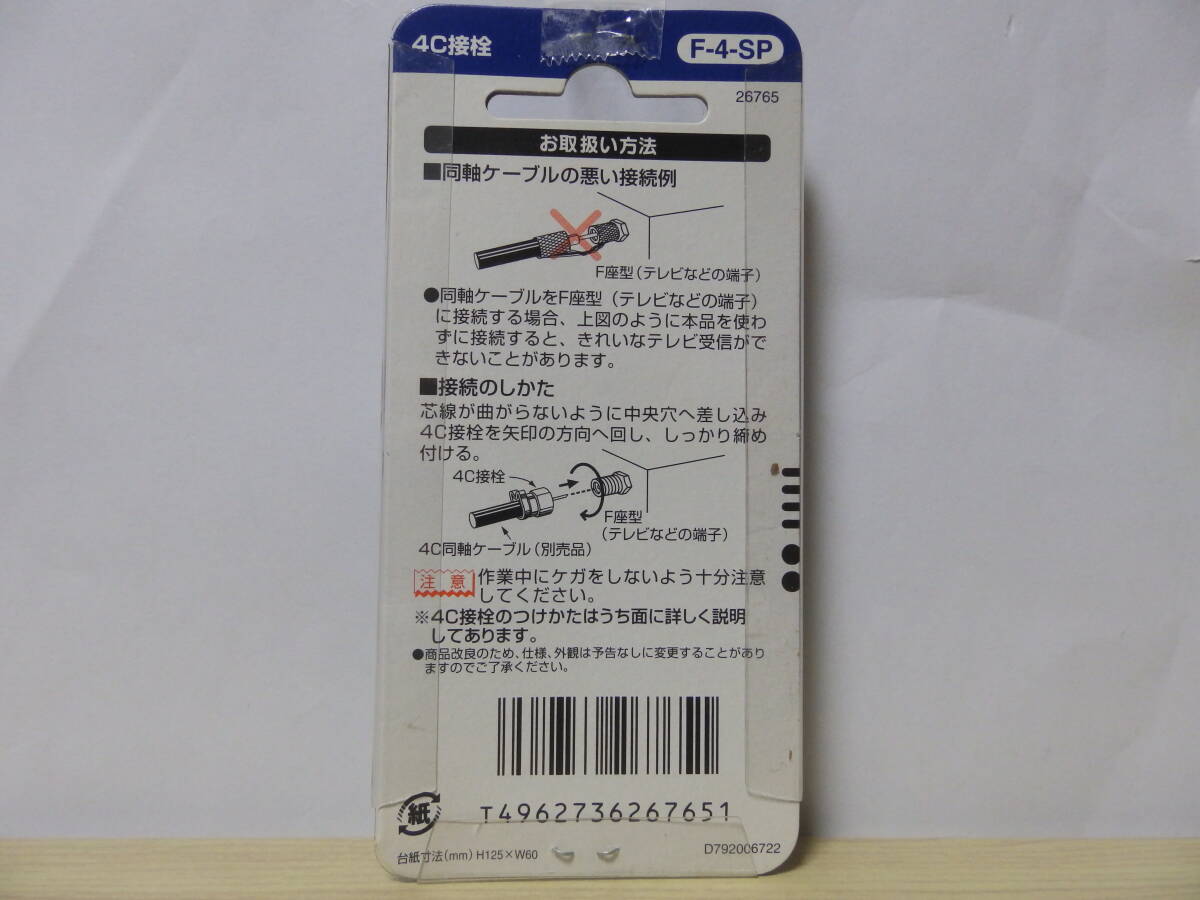 4C接栓
F-4-SP
26765
お取扱い方法
■同軸ケーブルの悪い接続例
F座型(テレビなどの端子)
●同軸ケーブルをF座型(テレビなどの端子)
に接続する場合、上図のように本品を使わ
ずに接続すると、きれいなテレビ受信がで
きないことがあります。
■接続のしかた
芯線が曲がらないように中央穴へ差し込み
4C接栓を矢印の方向へ回し、しっかり締め
付ける。
4C接栓
F座型
(テレビなどの端子)
4C同軸ケーブル(別売品)
注意 作業中にケガをしないよう十分注意
してください。
※4C接栓のつけかたはうち面に詳しく説明
してあります。
●商品改良のため、仕様、外観は予告なしに変更することがあり
ますのでご了承ください。
紙
T4962736267651
台紙寸法(mm)H125×W60
D792006722